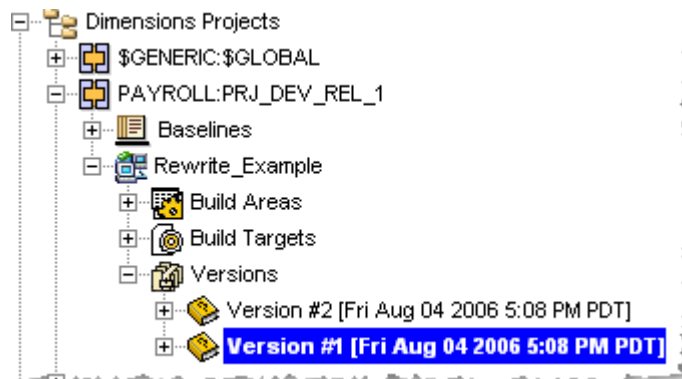 Dimensions Projects
$GENERIC:$GLOBAL
PAYROLL:PRJ_DEV_REL_1
Baselines
Rewrite_Example
Build Areas
Build Targets
Versions
Version #2 [Fri Aug 04 2006 5:08 PM PDT]
Version #1 [Fri Aug 04 2006 5:08 PM PDT]